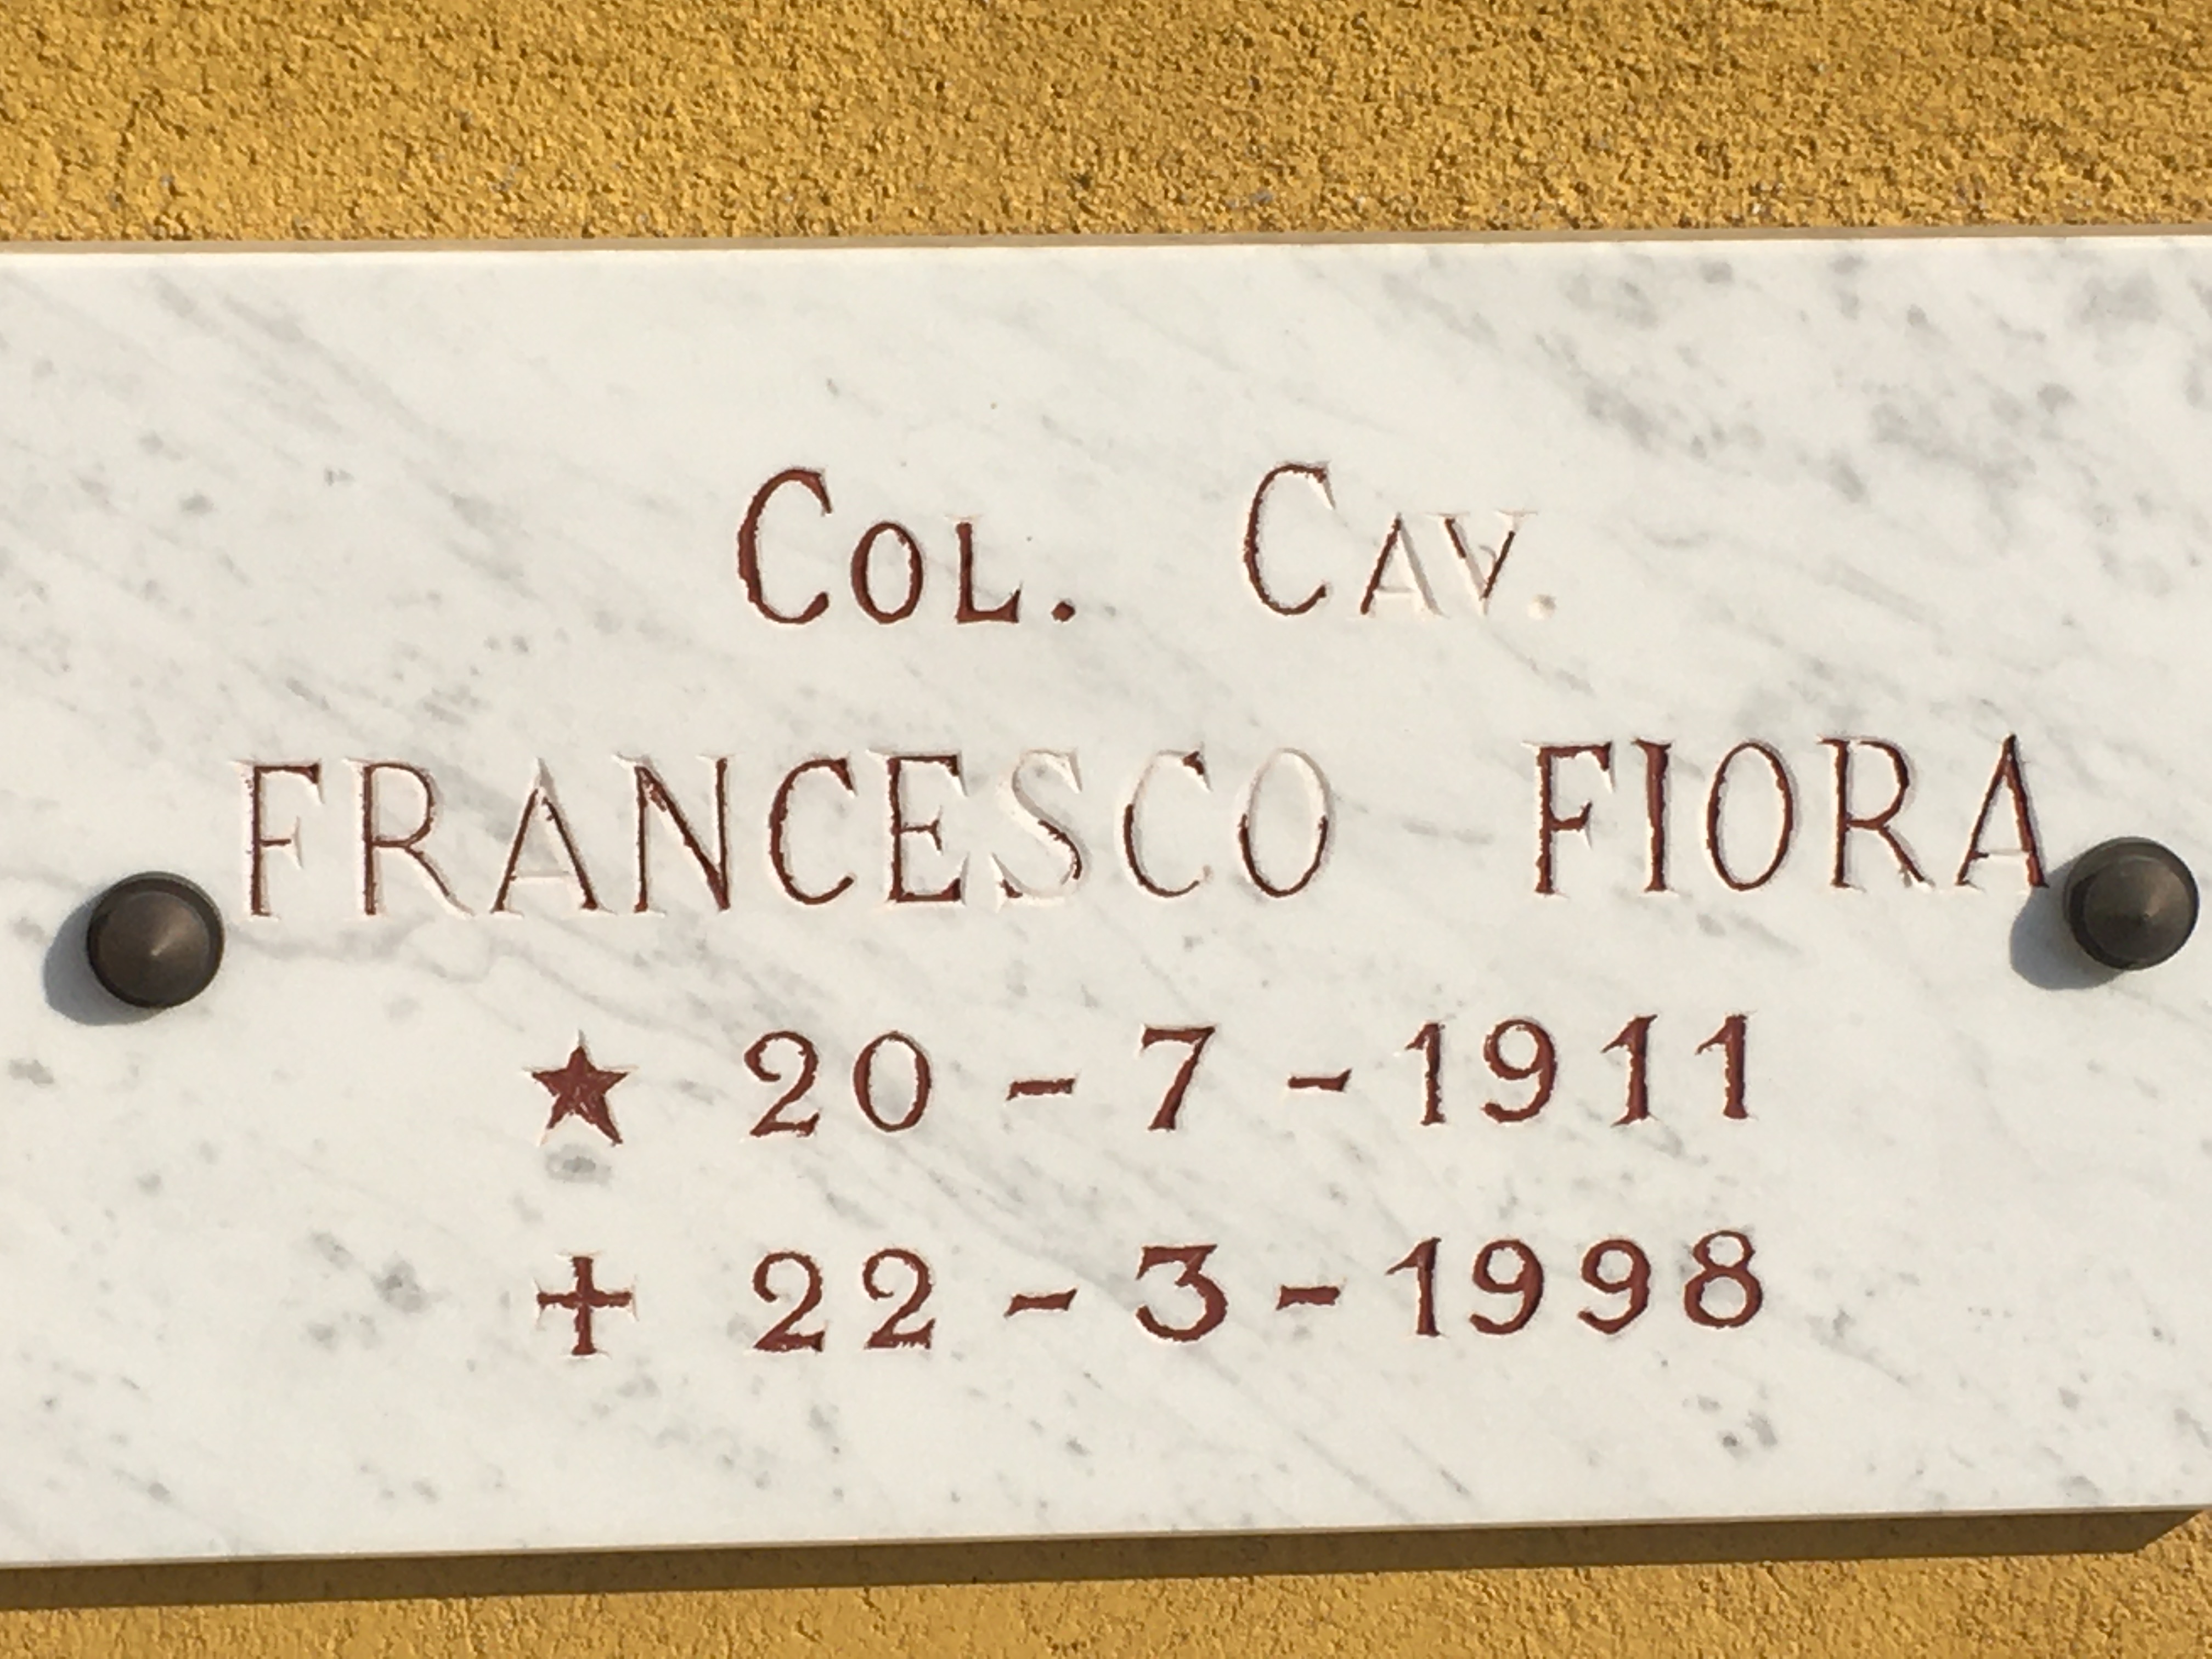 Col. Cav.
FRANCESCO FIORA
★ 20-7-1911
✝ 22-3-1998